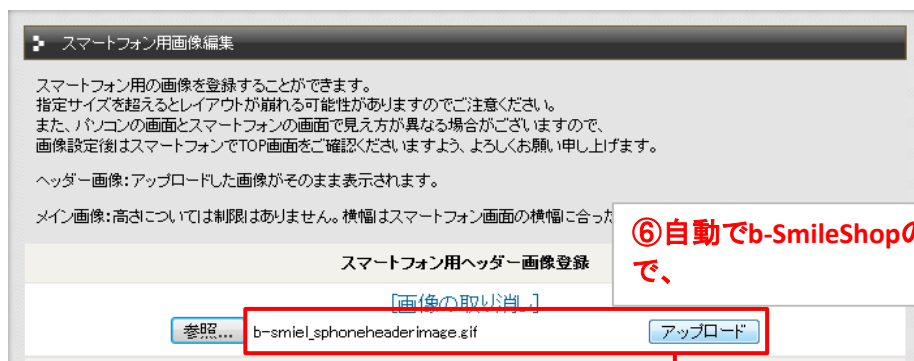 スマートフォン用画像編集
スマートフォン用の画像を登録することができます。
指定サイズを超えるとレイアウトが崩れる可能性がありますのでご注意ください。
また、パソコンの画面とスマートフォンの画面で見え方が異なる場合がございますので、
画像設定後はスマートフォンでTOP画面をご確認くださいますよう、よろしくお願い申し上げます。
ヘッダー画像:アップロードした画像がそのまま表示されます。
メイン画像:高さについては制限はありません。横幅はスマートフォン画面の横幅に合った
⑥自動でb-SmileShopの
で、
スマートフォン用ヘッダー画像登録
[画像の取り消し]
参照... b-smiel_sphoneheaderimage.gif アップロード